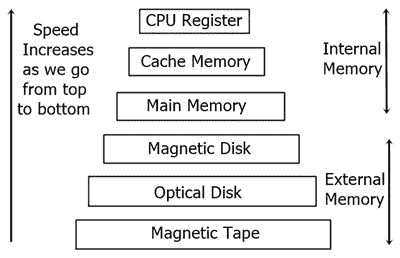 Speed
Increases
as we go
from top
to bottom
CPU Register
Cache Memory
Main Memory
Magnetic Disk
Optical Disk
Magnetic Tape
Internal
Memory
External
Memory